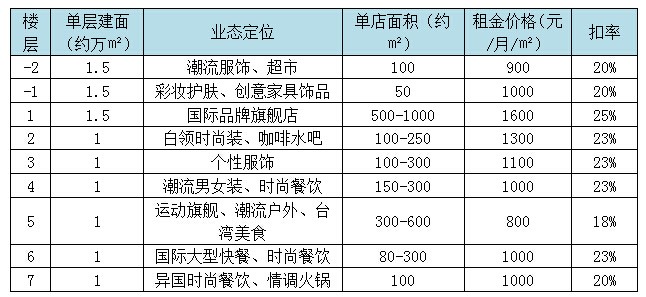 楼层 单层建面（约万㎡） 业态定位 单店面积（约㎡） 租金价格（元/月/㎡） 扣率
-2 1.5 潮流服饰、超市 100 900 20%
-1 1.5 彩妆护肤、创意家具饰品 50 1000 20%
1 1.5 国际品牌旗舰店 500-1000 1600 25%
2 1 白领时尚装、咖啡水吧 100-250 1300 23%
3 1 个性服饰 100-300 1100 23%
4 1 潮流男女装、时尚餐饮 150-300 1000 23%
5 1 运动旗舰、潮流户外、台湾美食 300-600 800 18%
6 1 国际大型快餐、时尚餐饮 80-300 1000 23%
7 1 异国时尚餐饮、情调火锅 100 1000 20%